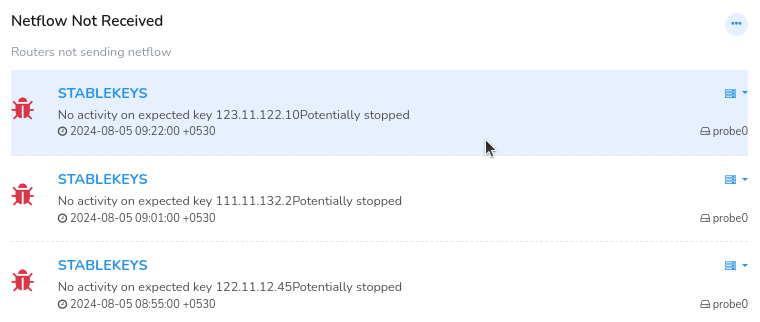 Netflow Not Received
Routers not sending netflow
STABLEKEYS
No activity on expected key 123.11.122.10Potentially stopped
2024-08-05 09:22:00 +0530
probe0
STABLEKEYS
No activity on expected key 111.11.132.2Potentially stopped
2024-08-05 09:01:00 +0530
probe0
STABLEKEYS
No activity on expected key 122.11.12.45Potentially stopped
2024-08-05 08:55:00 +0530
probe0